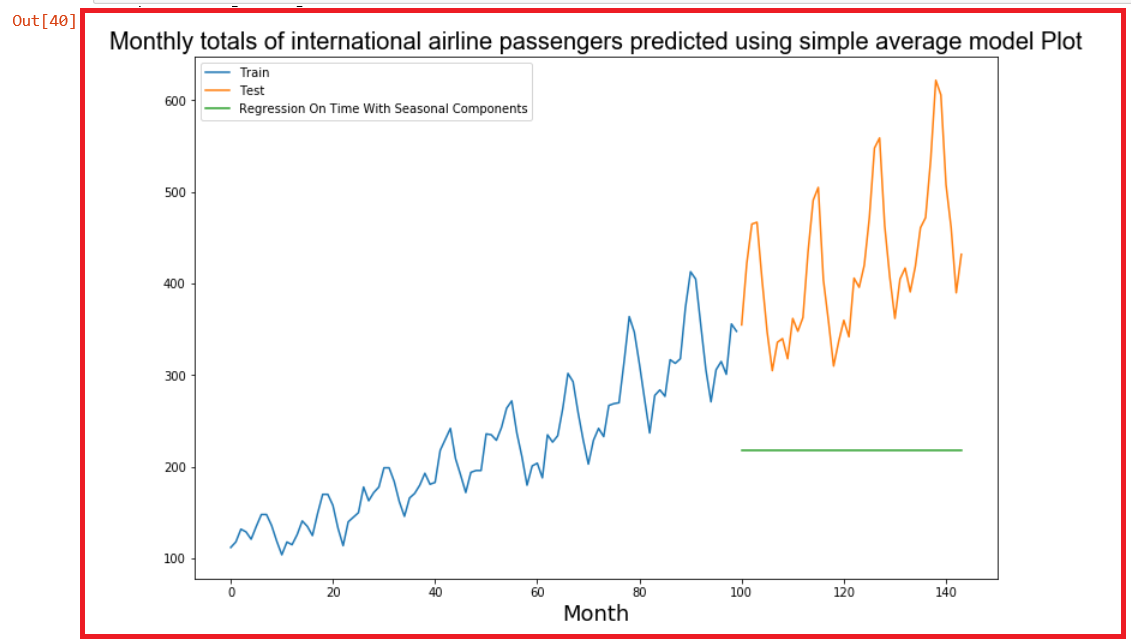 Out[40]
Monthly totals of international airline passengers predicted using simple average model Plot
Train
Test
Regression On Time With Seasonal Components
600
500
400
300
200
100
0 20 40 60 80 100 120 140
Month